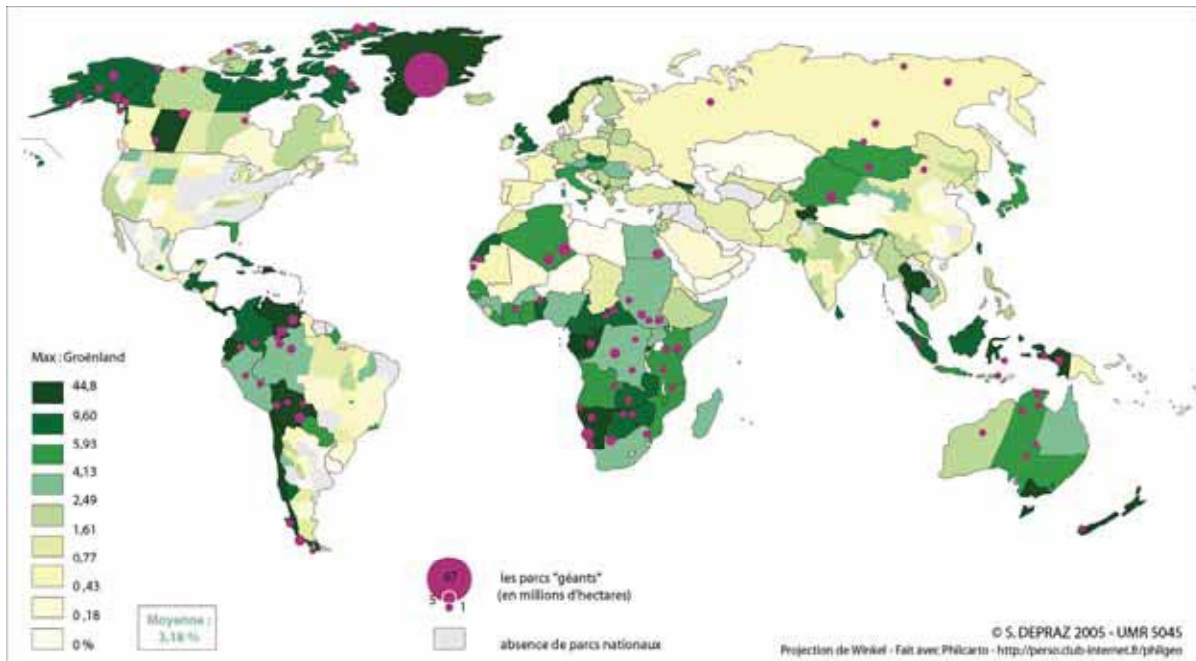 Max : Groënland
44,8
9,60
5,93
4,13
2,49
1,61
0,77
0,43
0,18
0 %
Moyenne :
3,18 %
97
5
1
les parcs "géants"
(en millions d'hectares)
absence de parcs nationaux
© S. DEPRAZ 2005 - UMR 5045
Projection de Winkel - Fait avec Philcarto - http://perso.club-internet.fr/philgeo